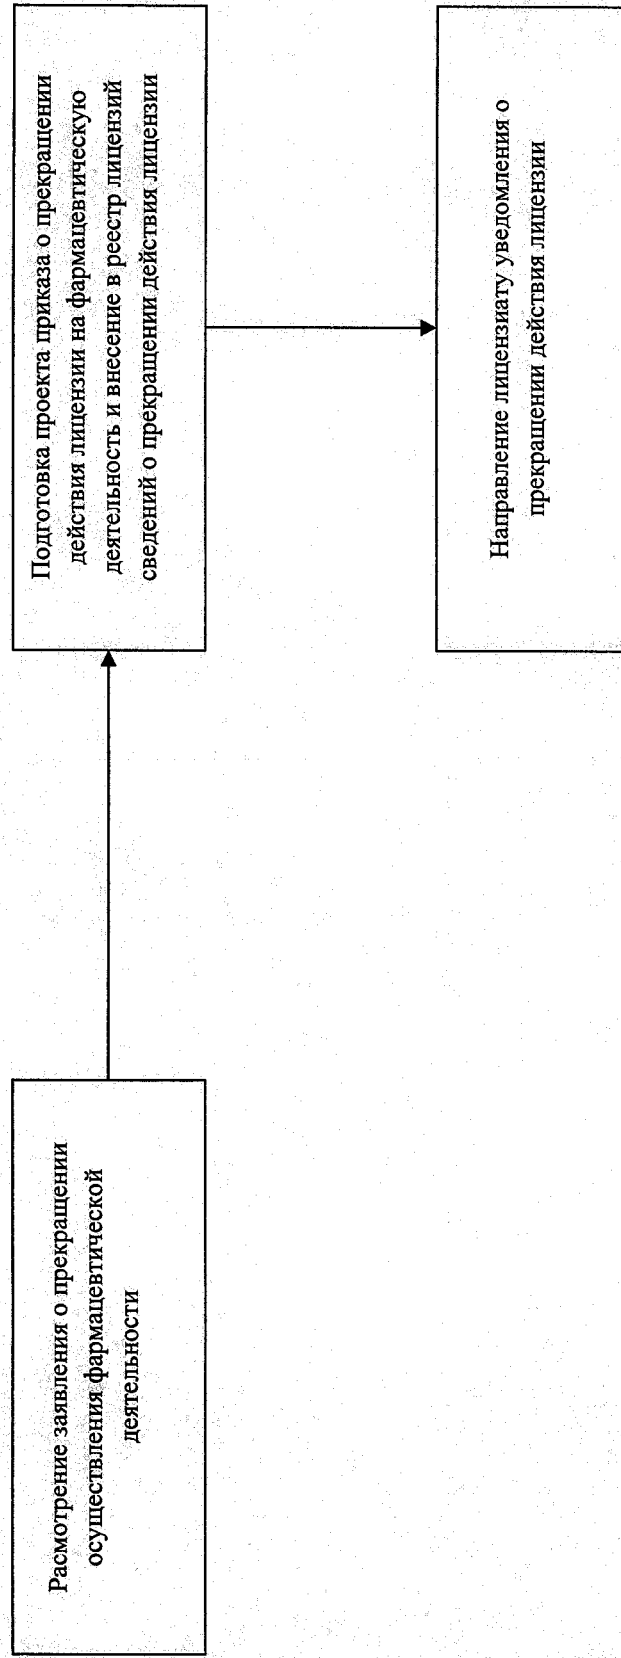 Расмотрение заявления о прекращении
осуществления фармацевтической
деятельности
Подготовка проекта приказа о прекращении
действия лицензии на фармацевтическую
деятельность и внесение в реестр лицензий
сведений о прекращении действия лицензии
Направление лицензиату уведомления о
прекращении действия лицензии